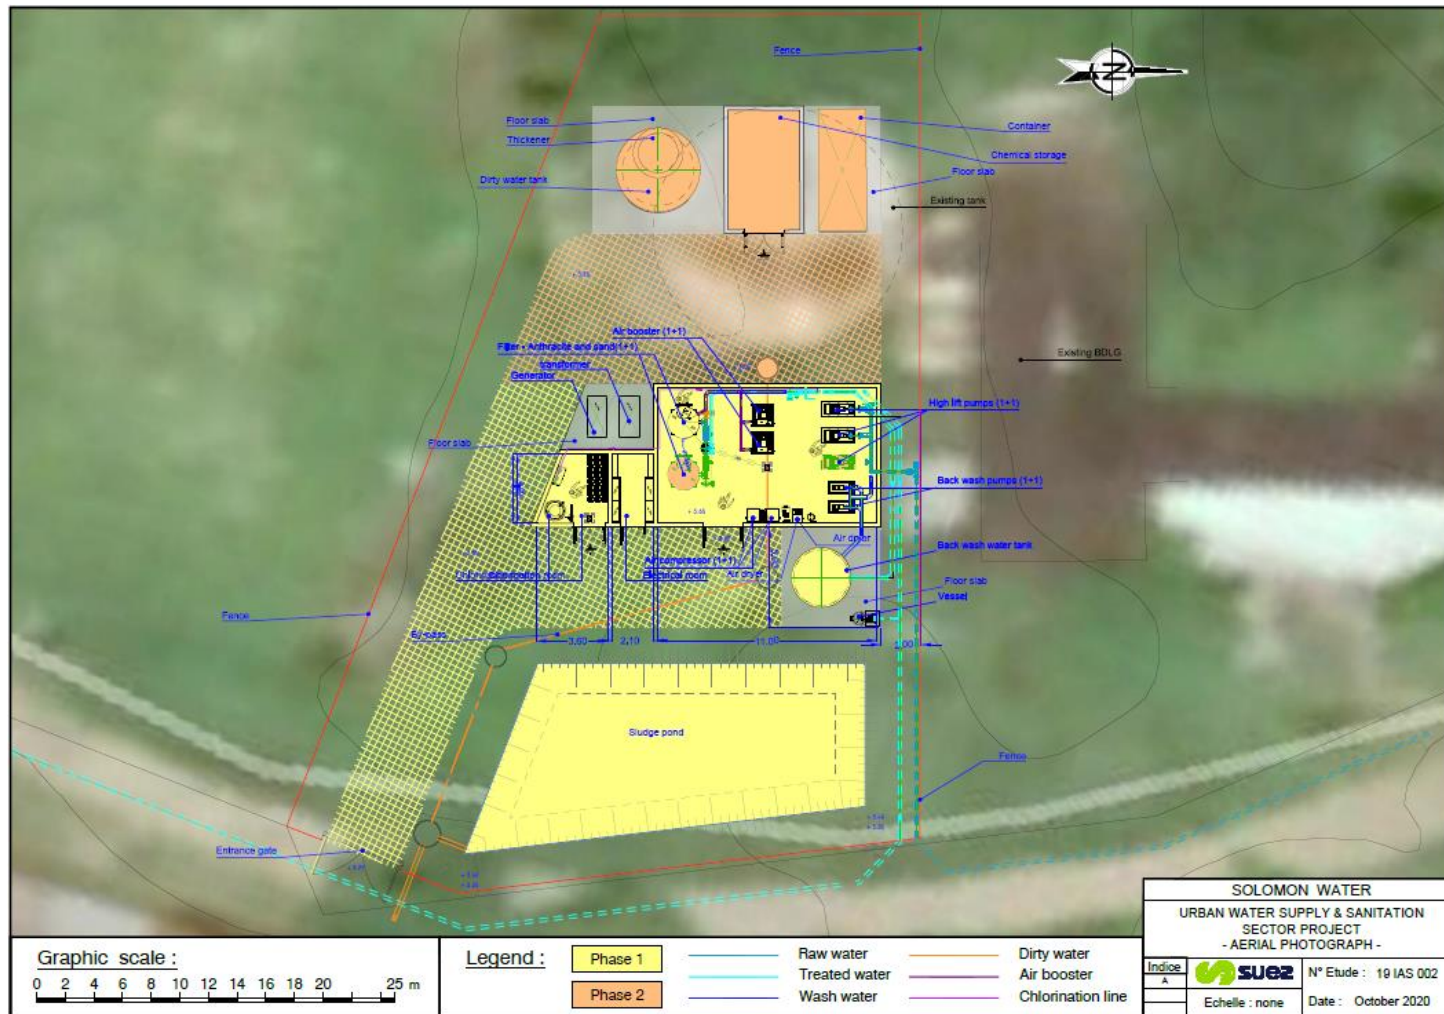 Fence
Floor slab
Thickener
Dirty water tank
Container
Chemical storage
Floor slab
Existing tank
Air booster (1+1)
Filter - Anthracite and sand(1+1)
transformer
Generator
Existing BDLG
High lift pumps (1+1)
Floor slab
Back wash pumps (1+1)
Air dryer
Back wash water tank
Air compressor (1+1)
Air dryer
Electrical room
Floor slab
Vessel
Fence
By-pass
3.60
2.10
11.00
2.00
Sludge pond
Fence
Entrance gate
Graphic scale :
0 2 4 6 8 10 12 14 16 18 20 25 m
Legend :
Phase 1
Phase 2
Raw water
Treated water
Wash water
Dirty water
Air booster
Chlorination line
SOLOMON WATER
URBAN WATER SUPPLY & SANITATION
SECTOR PROJECT
- AERIAL PHOTOGRAPH -
Indice
A
suez
N° Etude : 19 IAS 002
Echelle : none
Date : October 2020